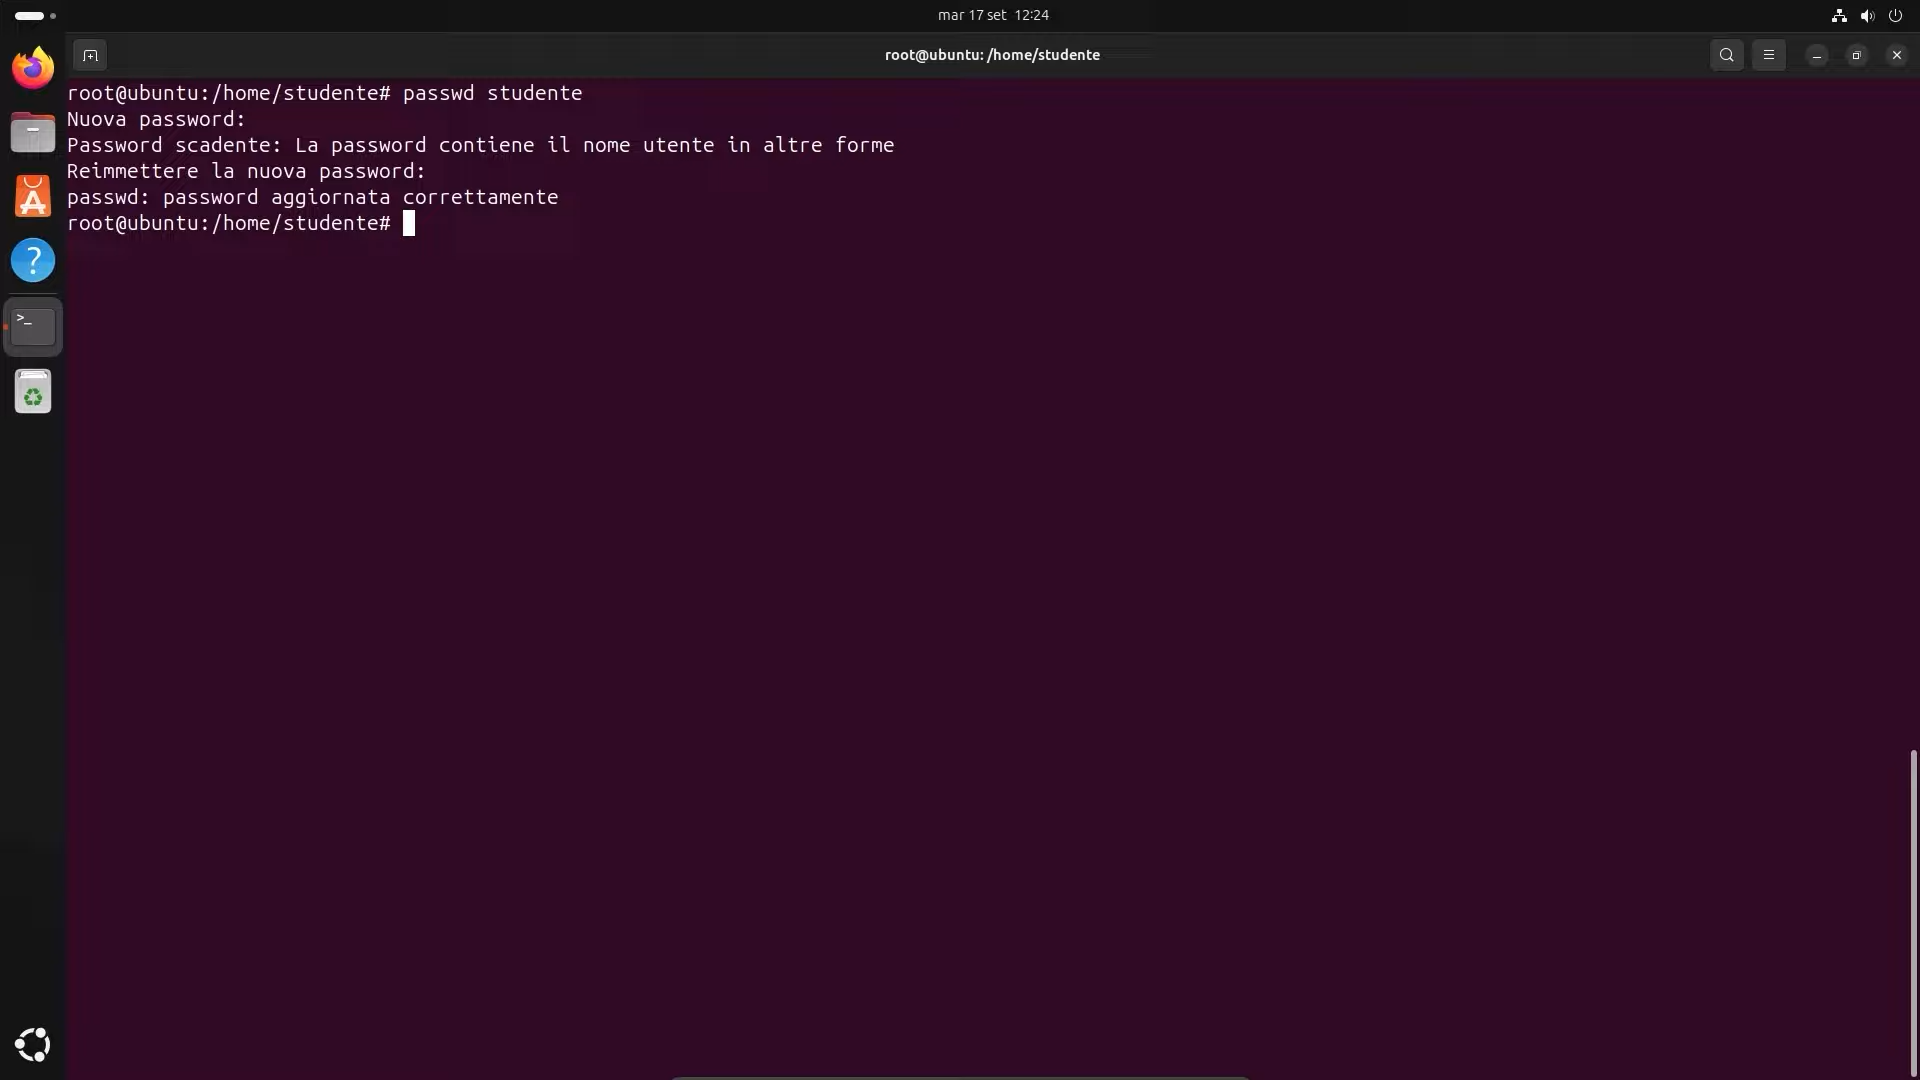 mar 17 set 12:24
root@ubuntu: /home/studente
root@ubuntu:/home/studente# passwd studente
Nuova password:
Password scadente: La password contiene il nome utente in altre forme
Reimmettere la nuova password:
passwd: password aggiornata correttamente
root@ubuntu:/home/studente#